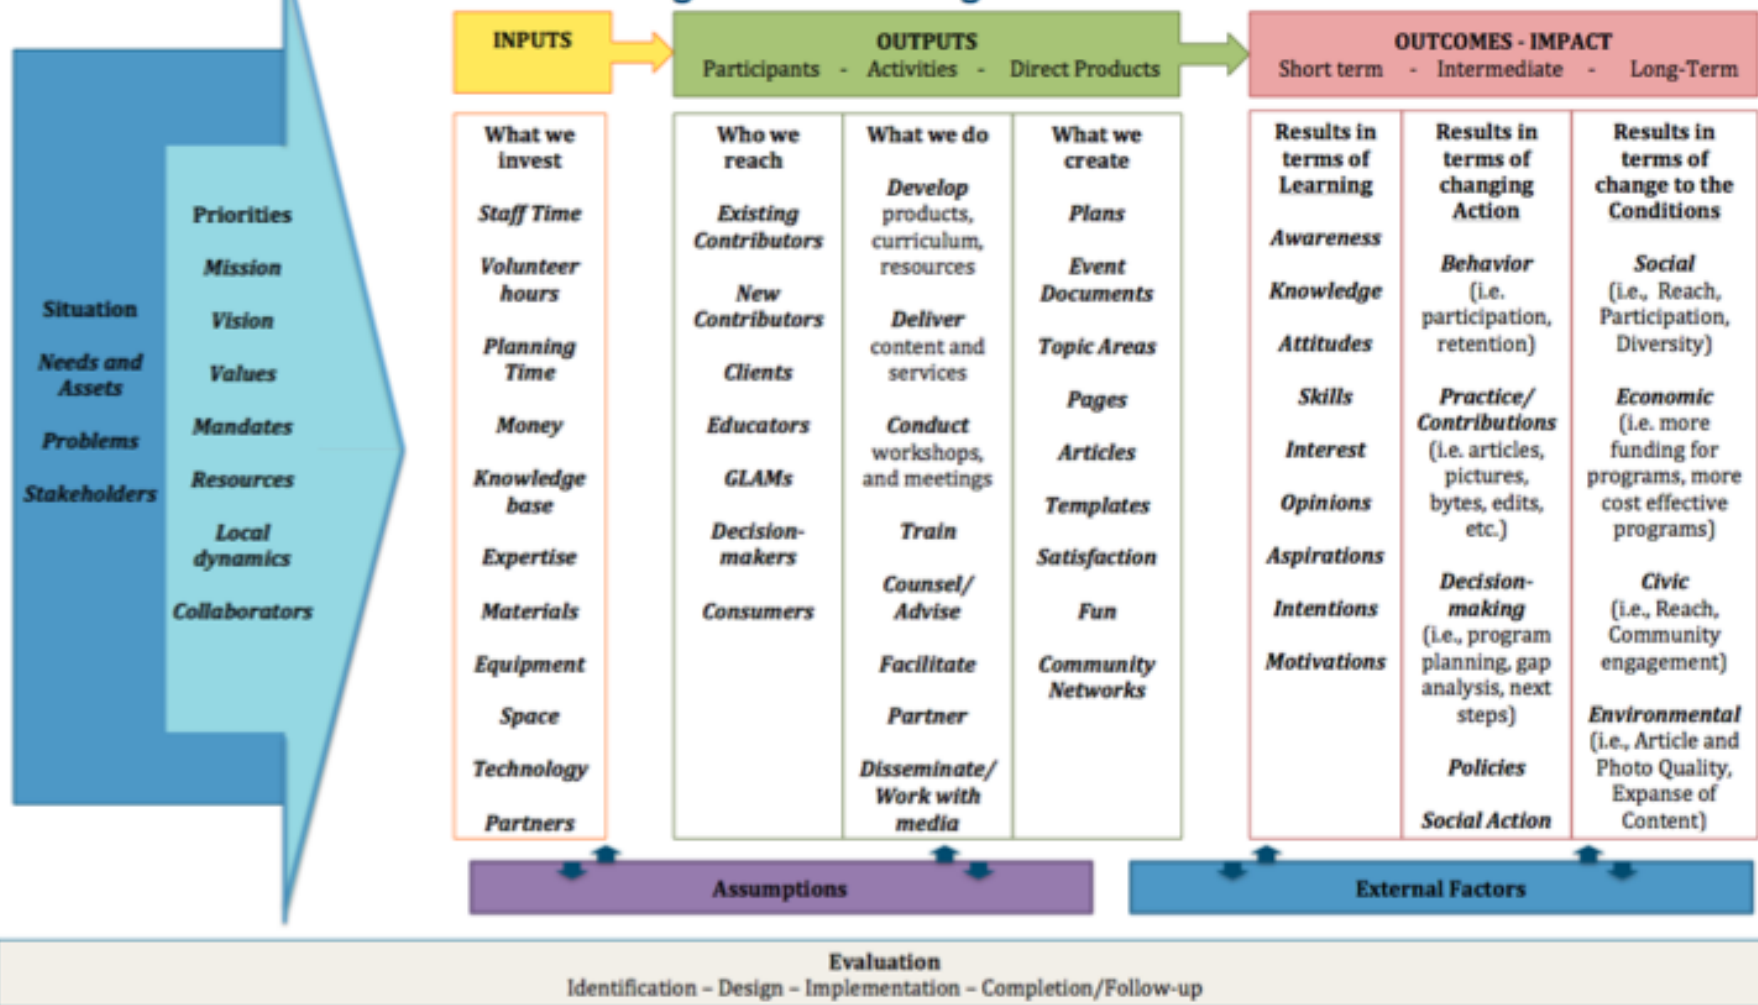 Situation
Needs and
Assets
Problems
Stakeholders
Priorities
Mission
Vision
Values
Mandates
Resources
Local
dynamics
Collaborators
INPUTS
What we
invest
Staff Time
Volunteer
hours
Planning
Time
Money
Knowledge
base
Expertise
Materials
Equipment
Space
Technology
Partners
OUTPUTS
Participants - Activities - Direct Products
Who we
reach
Existing
Contributors
New
Contributors
Clients
Educators
GLAMs
Decision-
makers
Consumers
What we do
Develop
products,
curriculum,
resources
Deliver
content and
services
Conduct
workshops,
and meetings
Train
Counsel/
Advise
Facilitate
Partner
Disseminate/
Work with
media
What we
create
Plans
Event
Documents
Topic Areas
Pages
Articles
Templates
Satisfaction
Fun
Community
Networks
OUTCOMES - IMPACT
Short term - Intermediate - Long-Term
Results in
terms of
Learning
Awareness
Knowledge
Attitudes
Skills
Interest
Opinions
Aspirations
Intentions
Motivations
Results in
terms of
changing
Action
Behavior
(i.e.
participation,
retention)
Practice/
Contributions
(i.e. articles,
pictures,
bytes, edits,
etc.)
Decision-
making
(i.e., program
planning, gap
analysis, next
steps)
Policies
Social Action
Results in
terms of
change to the
Conditions
Social
(i.e., Reach,
Participation,
Diversity)
Economic
(i.e. more
funding for
programs, more
cost effective
programs)
Civic
(i.e., Reach,
Community
engagement)
Environmental
(i.e., Article and
Photo Quality,
Expanse of
Content)
Assumptions
External Factors
Evaluation
Identification – Design – Implementation – Completion/Follow-up